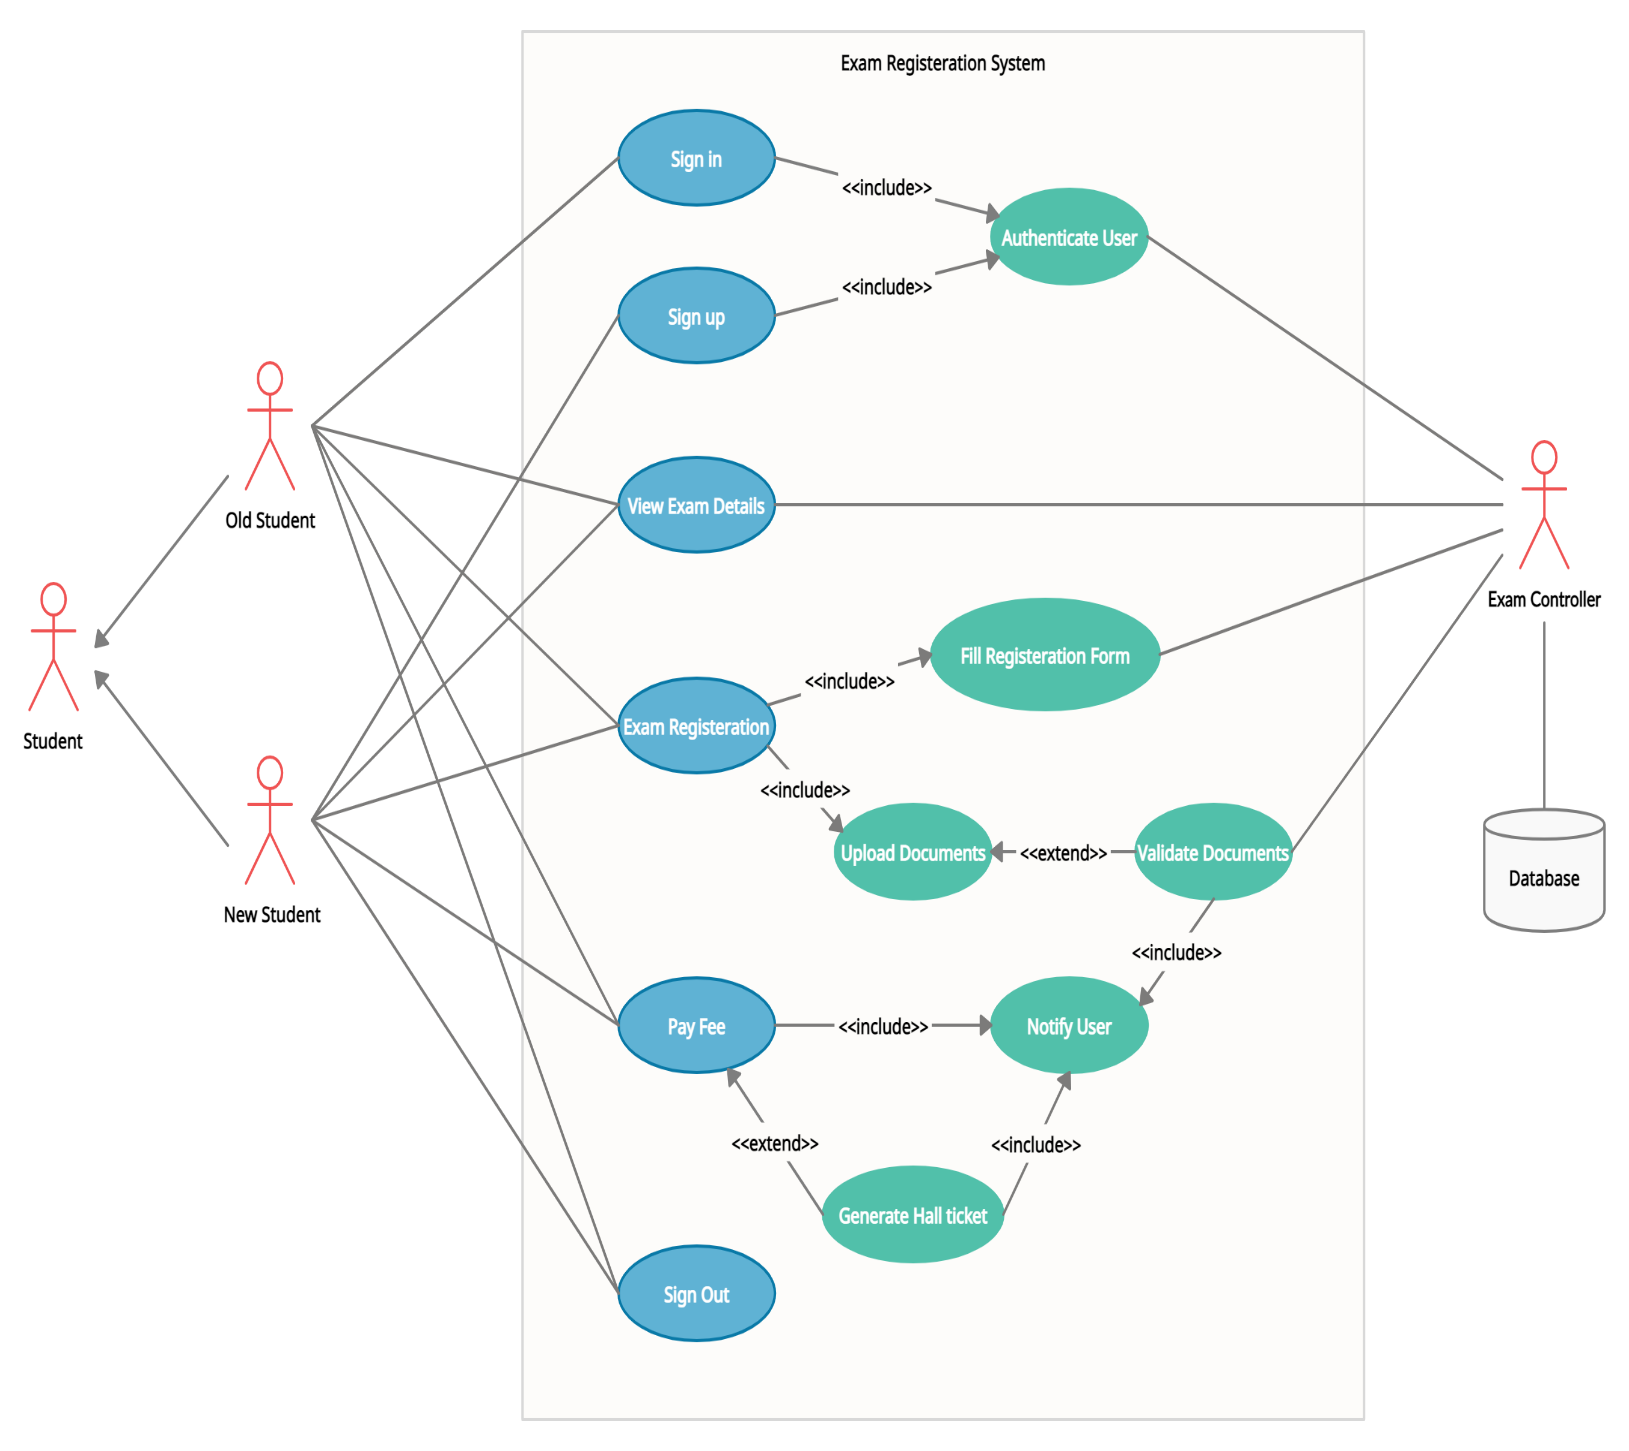 Exam Registeration System
Sign in
<<include>>
Authenticate User
<<include>>
Sign up
Old Student
View Exam Details
Exam Controller
Fill Registeration Form
<<include>>
Exam Registeration
Student
<<include>>
Upload Documents
<<extend>>
Validate Documents
Database
New Student
<<include>>
Pay Fee
<<include>>
Notify User
<<extend>>
<<include>>
Generate Hall ticket
Sign Out